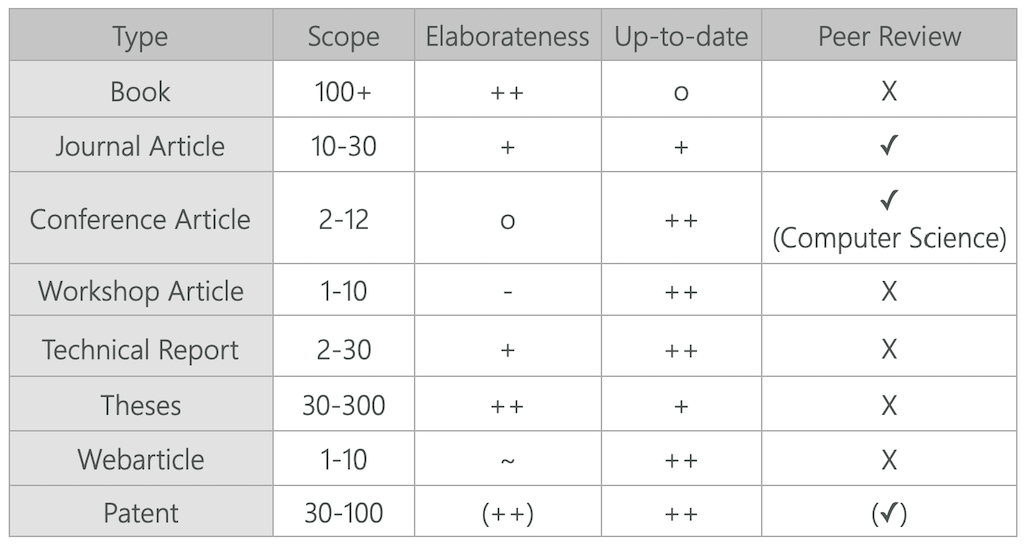 Type Scope Elaborateness Up-to-date Peer Review
Book 100+ ++ o X
Journal Article 10-30 + + ✓
Conference Article 2-12 o ++ ✓
(Computer Science)
Workshop Article 1-10 - ++ X
Technical Report 2-30 + ++ X
Theses 30-300 ++ + X
Webarticle 1-10 ~ ++ X
Patent 30-100 (++) ++ (✓)